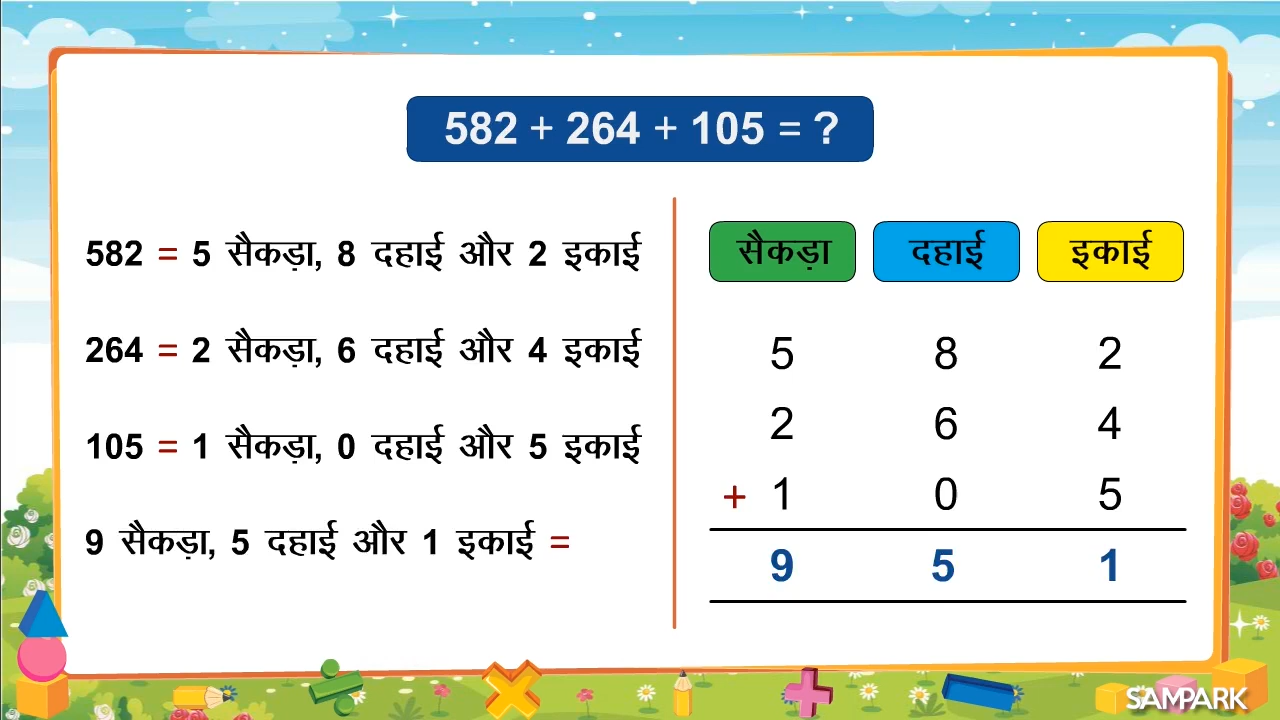 582 + 264 + 105 = ?
582 = 5 सैकड़ा, 8 दहाई और 2 इकाई
264 = 2 सैकड़ा, 6 दहाई और 4 इकाई
105 = 1 सैकड़ा, 0 दहाई और 5 इकाई
9 सैकड़ा, 5 दहाई और 1 इकाई =
सैकड़ा दहाई इकाई
5 8 2
2 6 4
+ 1 0 5
9 5 1
SAMPARK